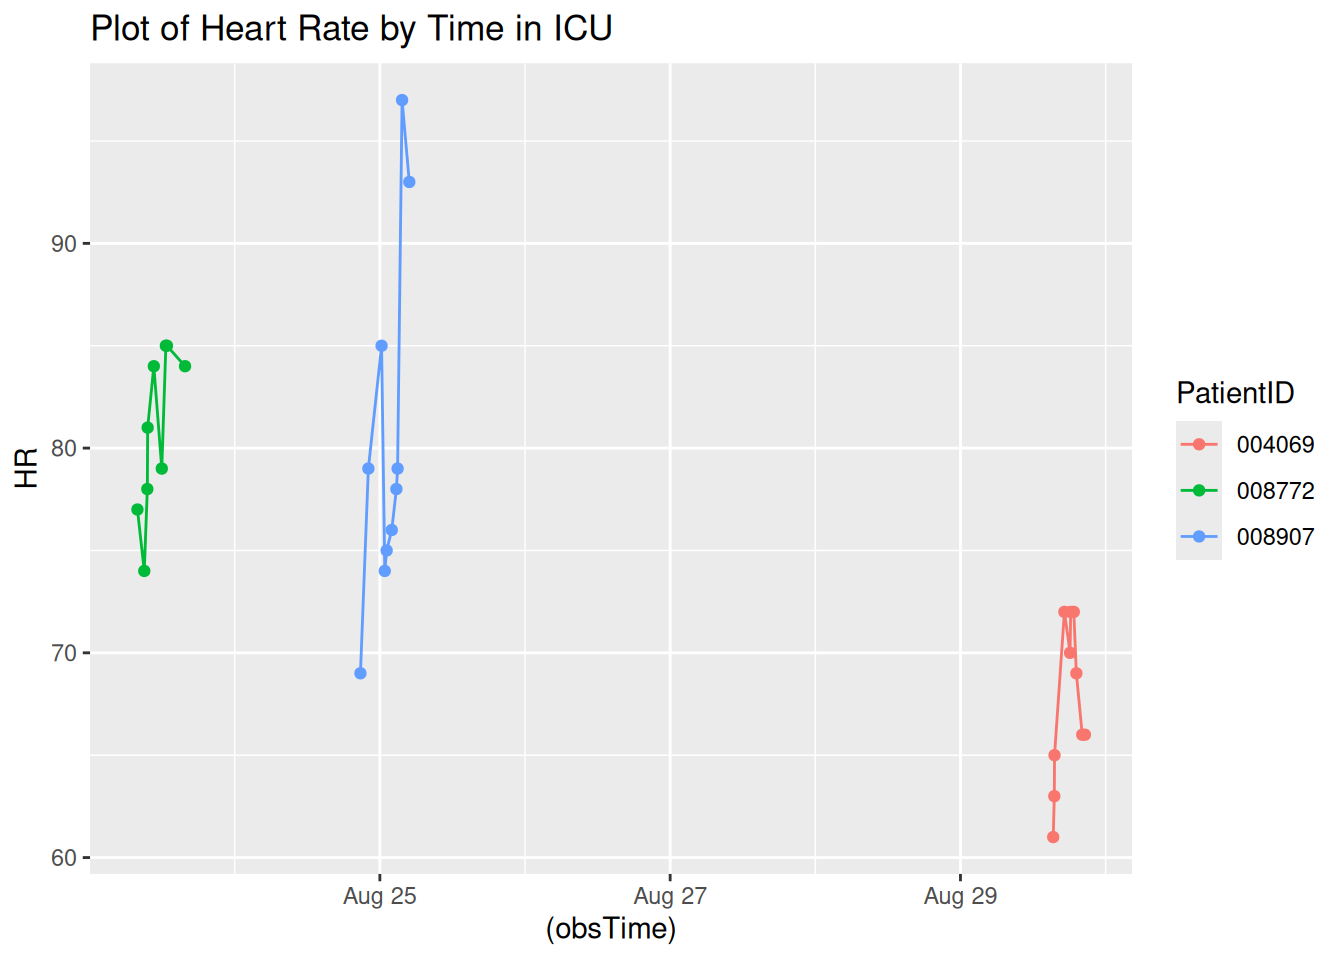 Plot of Heart Rate by Time in ICU
HR
90
80
70
60
Aug 25
Aug 27
Aug 29
(obsTime)
PatientID
004069
008772
008907